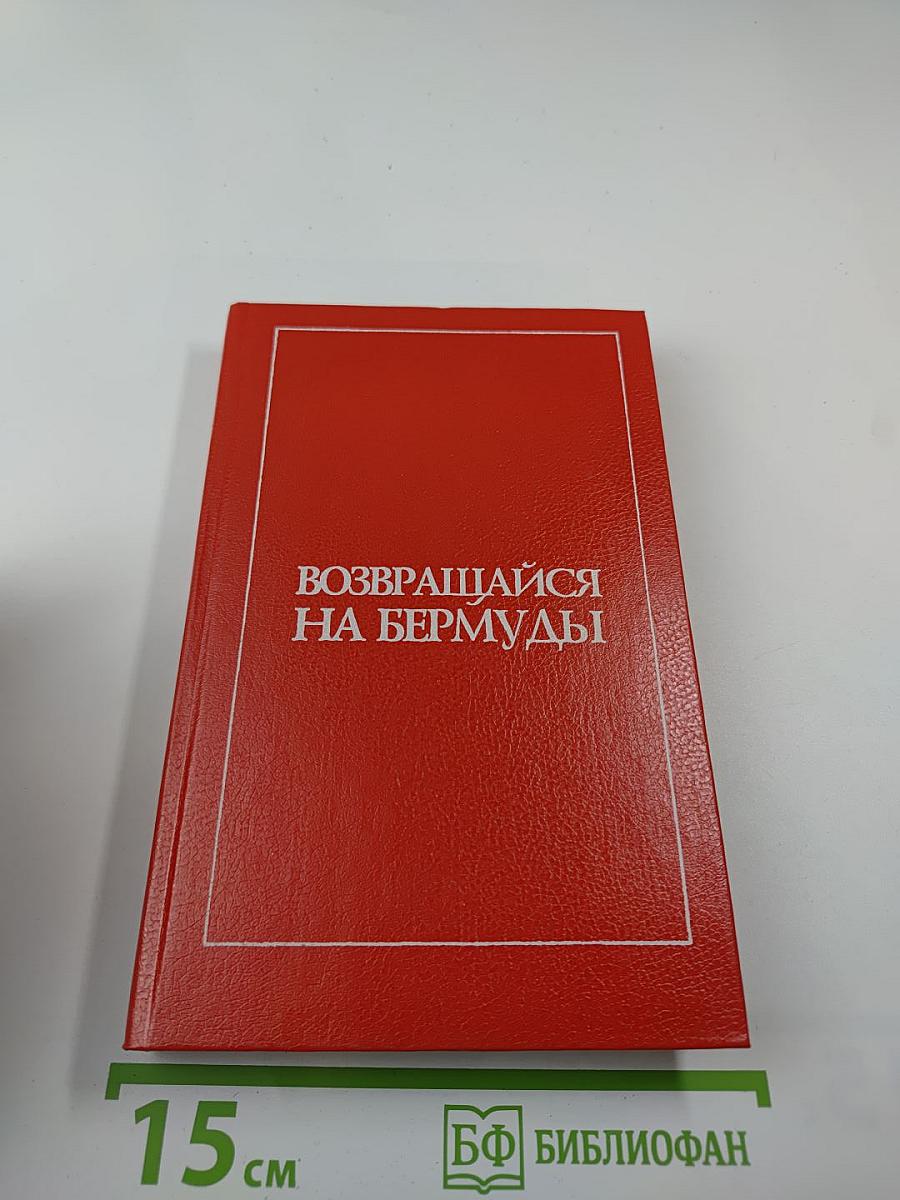 ВОЗВРАЩАЙСЯ
НА БЕРМУДЫ
15 см
БФ БИБЛИОФАН